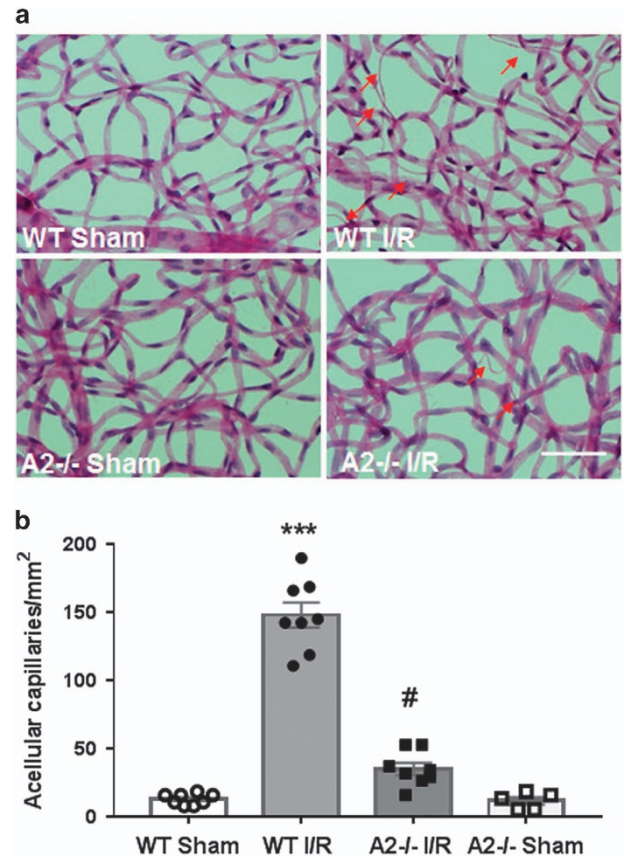 a
WT Sham
WT I/R
A2-/- Sham
A2-/- I/R
b
***
#
Acellular capillaries/mm²
200
150
100
50
0
WT Sham
WT I/R
A2-/- I/R
A2-/- Sham